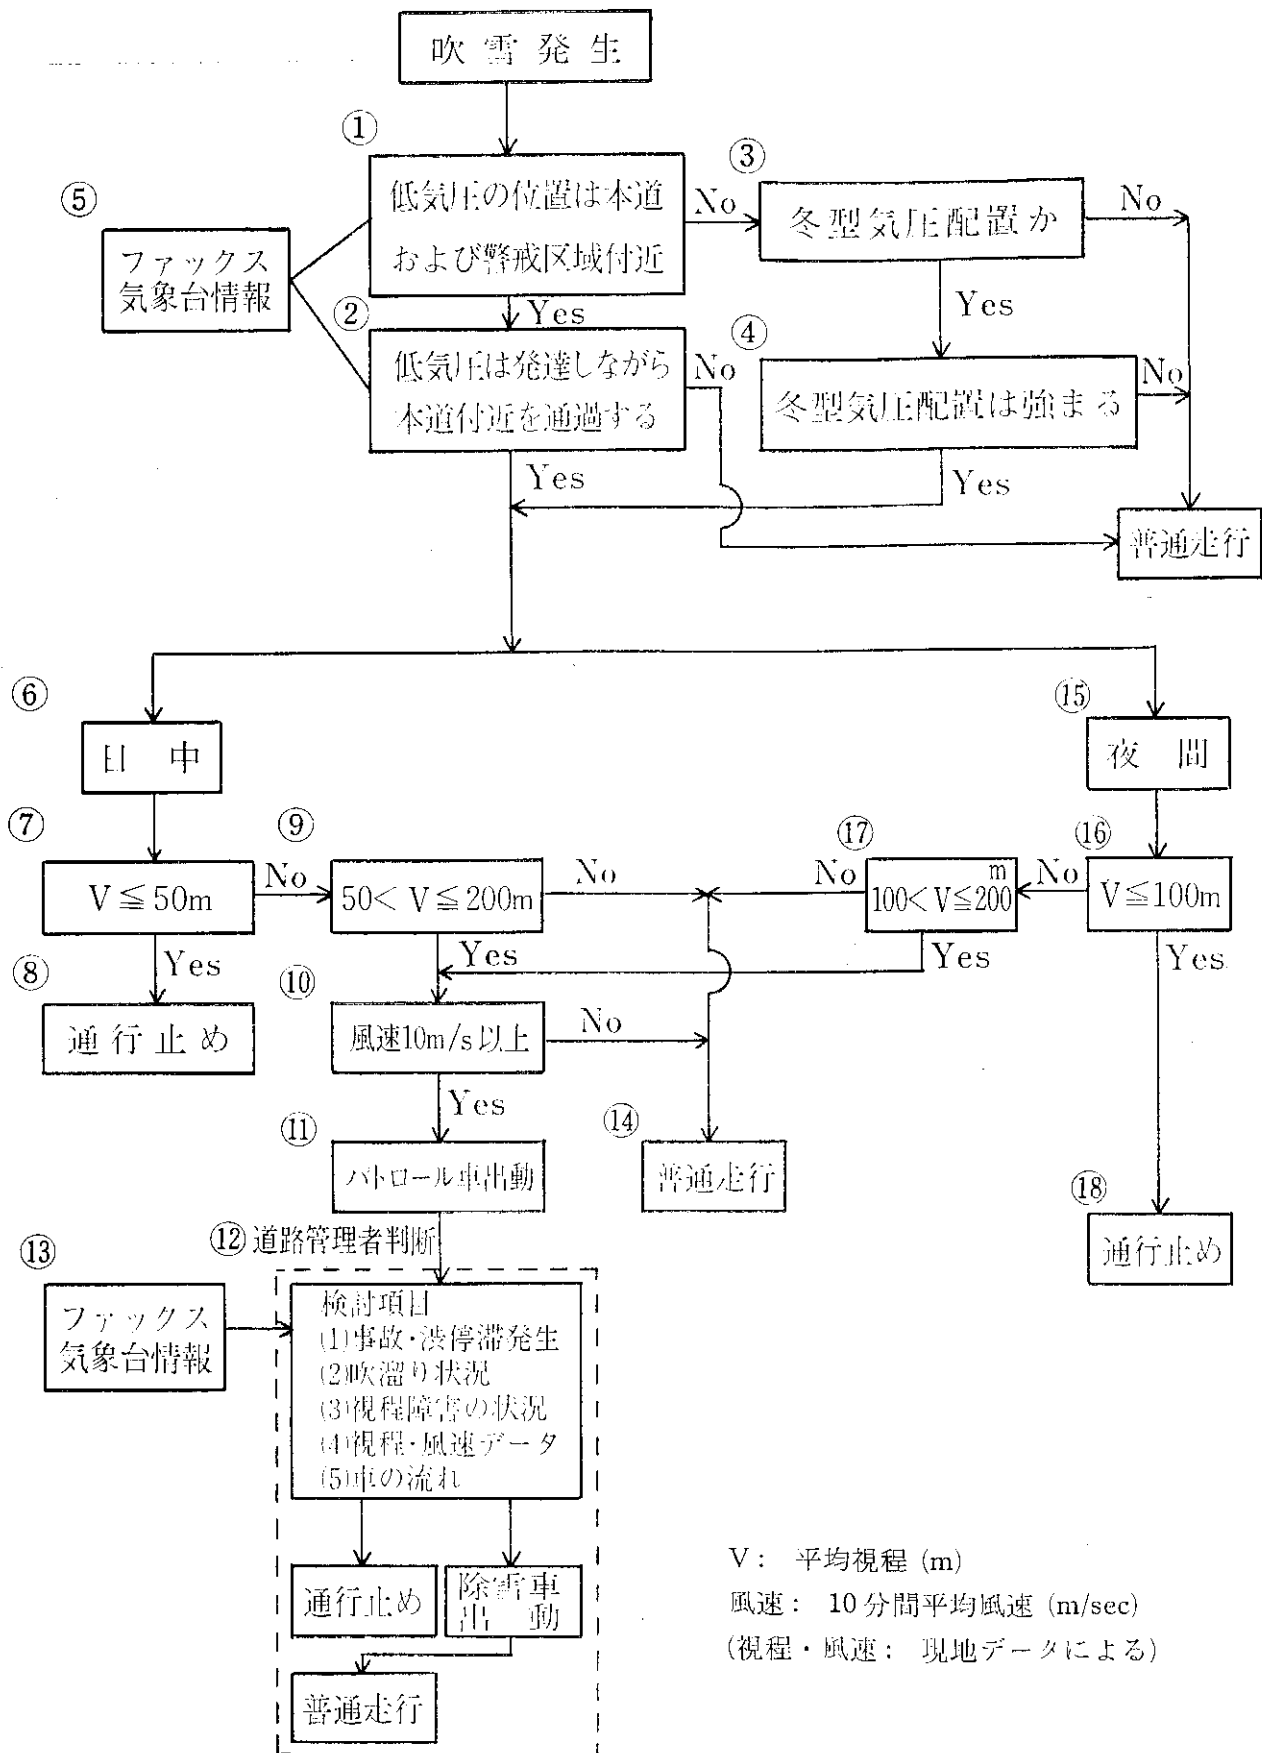 吹雪発生
①
低気圧の位置は本道
および警戒区域付近
No
③
冬型気圧配置か
No
⑤
ファックス
気象台情報
Yes
②
低気圧は発達しながら
本道付近を通過する
No
Yes
④
冬型気圧配置は強まる
No
Yes
Yes
普通走行
⑥
日中
⑮
夜間
⑦
V≦50m
No
⑨
50<V≦200m
No
⑰
No
100<V≦200m
No
⑯
V≦100m
Yes
⑧
通行止め
Yes
⑩
風速10m/s以上
No
Yes
Yes
Yes
⑪
パトロール車出動
⑭
普通走行
⑱
通行止め
⑫道路管理者判断
⑬
ファックス
気象台情報
検討項目
(1)事故・渋停滞発生
(2)吹溜り状況
(3)視程障害の状況
(4)視程・風速データ
(5)車の流れ
通行止め
除雪車
出動
普通走行
V: 平均視程 (m)
風速: 10分間平均風速 (m/sec)
(視程・風速: 現地データによる)